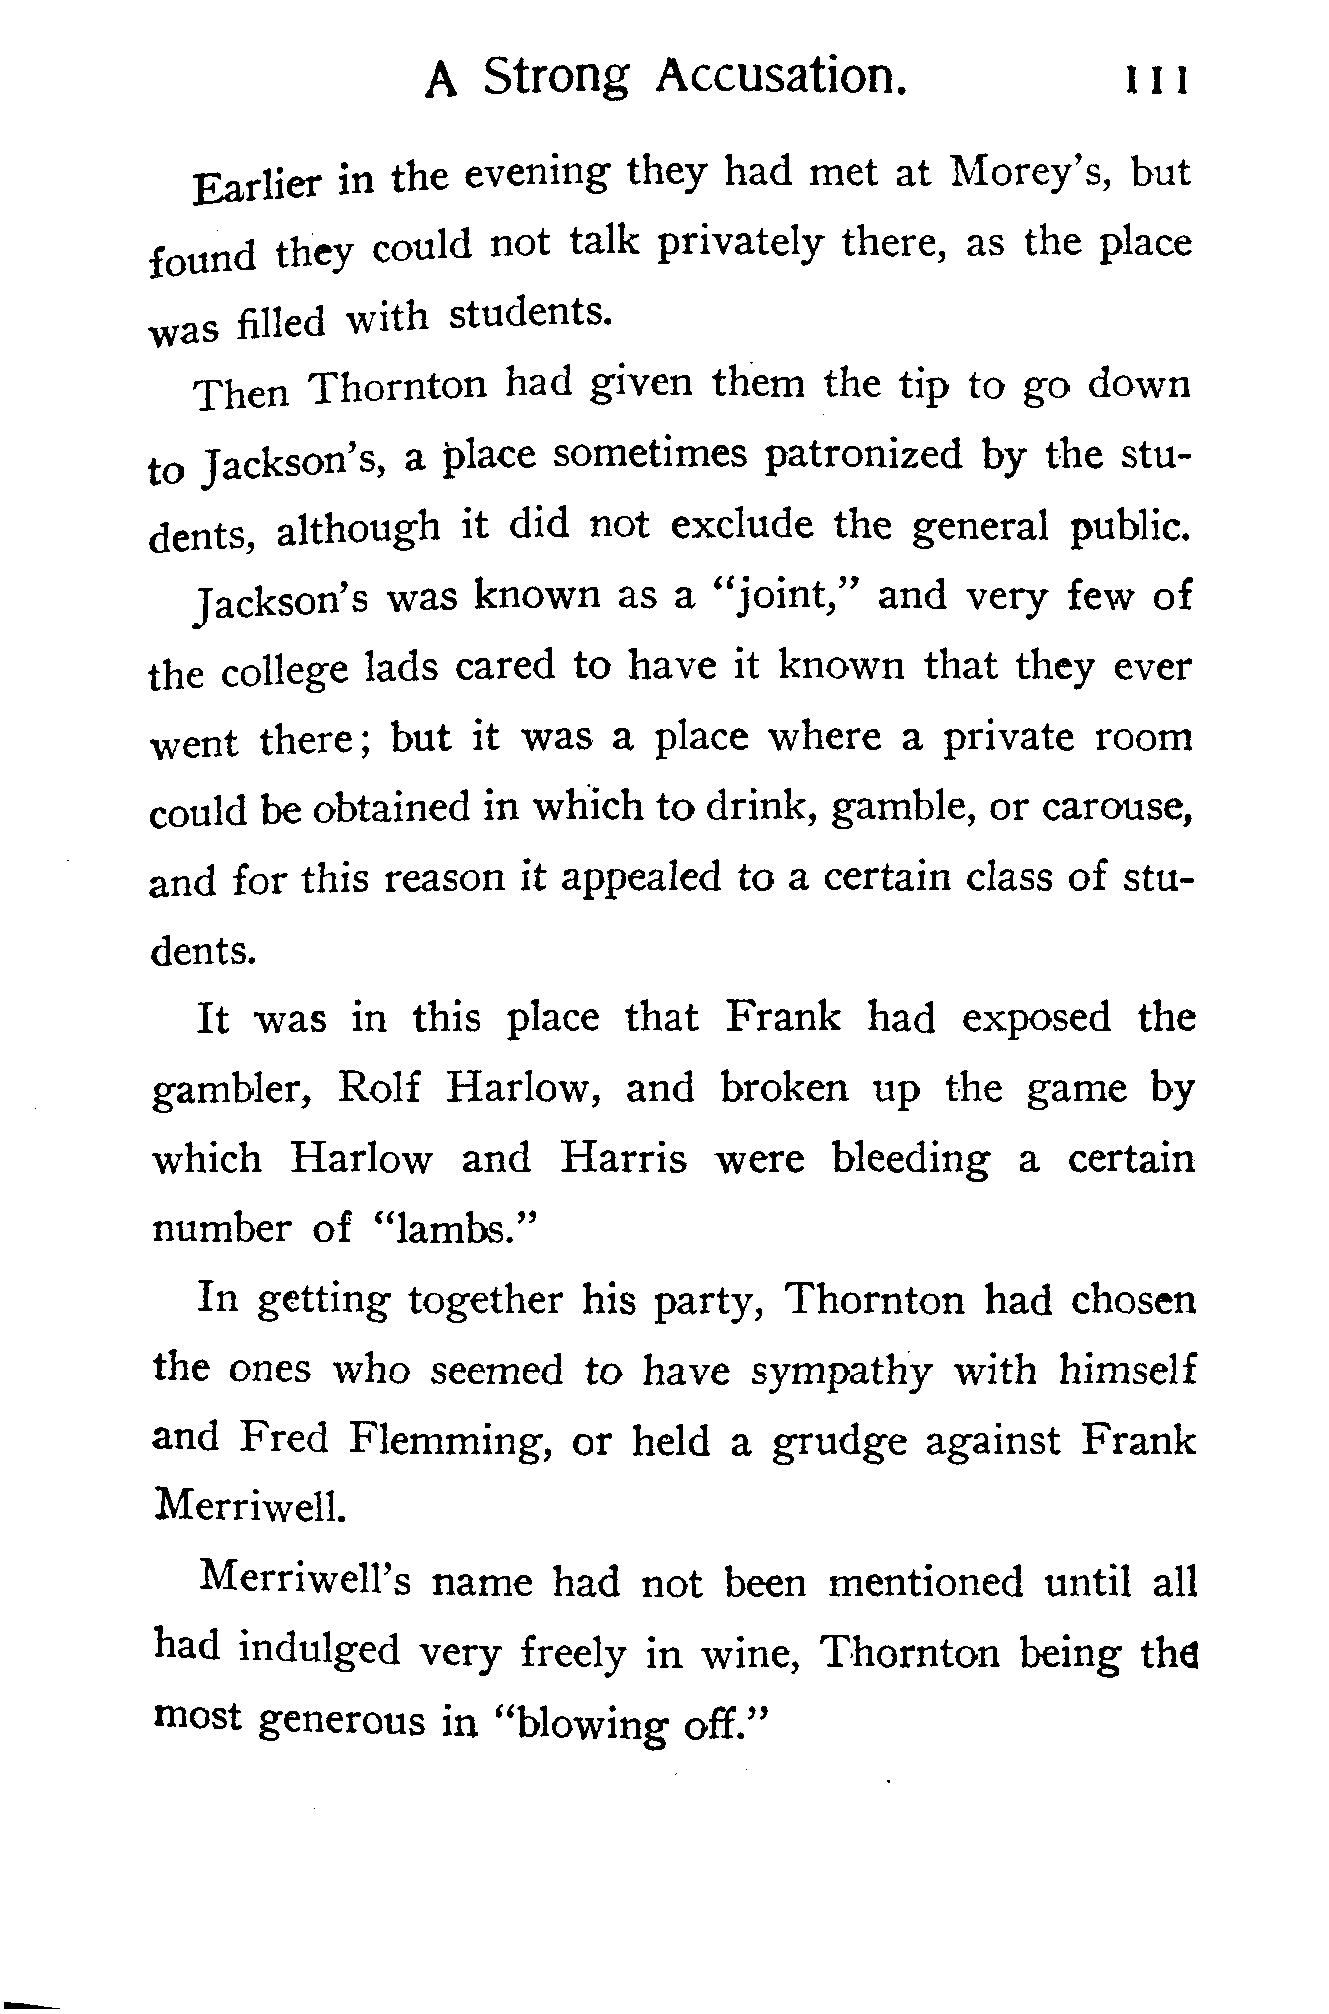 A Strong Accusation. 111
Earlier in the evening they had met at Morey's, but
found they could not talk privately there, as the place
was filled with students.
Then Thornton had given them the tip to go down
to Jackson's, a place sometimes patronized by the stu-
dents, although it did not exclude the general public.
Jackson's was known as a "joint," and very few of
the college lads cared to have it known that they ever
went there; but it was a place where a private room
could be obtained in which to drink, gamble, or carouse,
and for this reason it appealed to a certain class of stu-
dents.
It was in this place that Frank had exposed the
gambler, Rolf Harlow, and broken up the game by
which Harlow and Harris were bleeding a certain
number of "lambs."
In getting together his party, Thornton had chosen
the ones who seemed to have sympathy with himself
and Fred Flemming, or held a grudge against Frank
Merriwell.
Merriwell's name had not been mentioned until all
had indulged very freely in wine, Thornton being the
most generous in "blowing off."